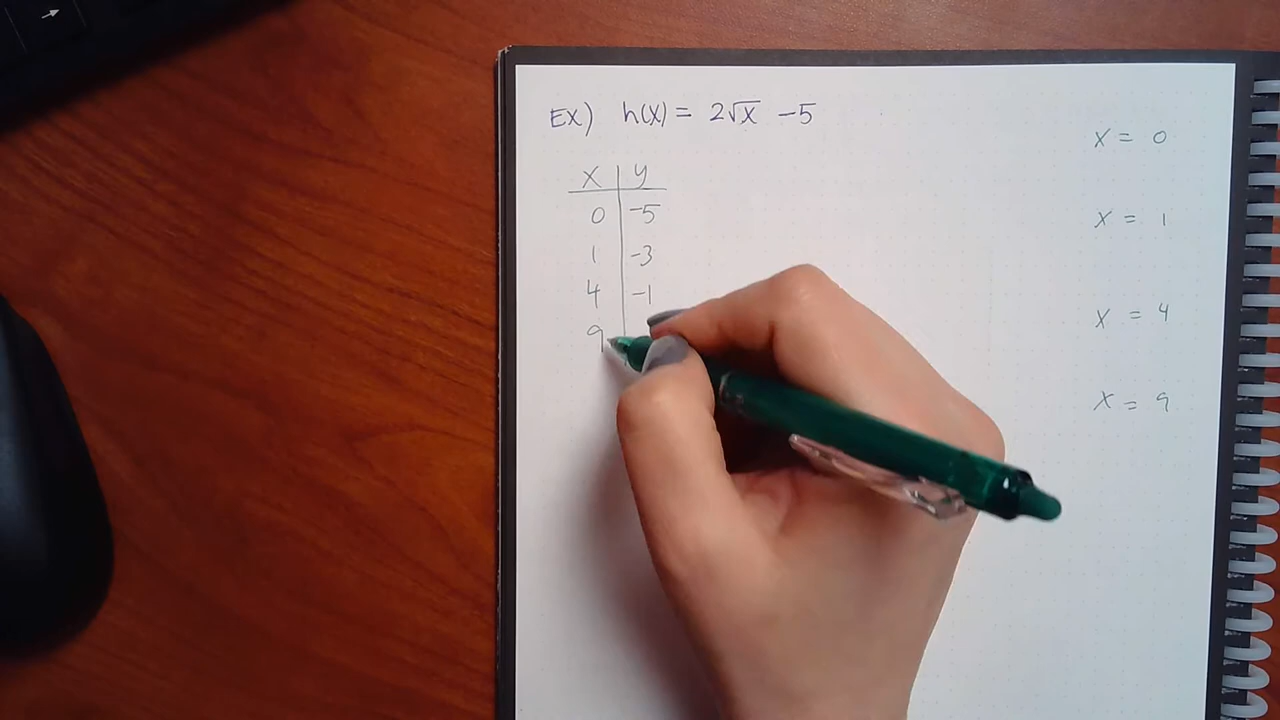 EX) h(x) = 2√x -5
x y
0 -5
1 -3
4 -1
9
x = 0
x = 1
x = 4
x = 9